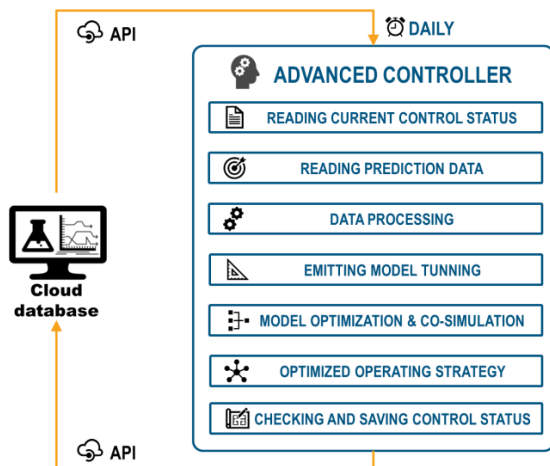 API
DAILY
ADVANCED CONTROLLER
READING CURRENT CONTROL STATUS
READING PREDICTION DATA
DATA PROCESSING
EMITTING MODEL TUNNING
MODEL OPTIMIZATION & CO-SIMULATION
OPTIMIZED OPERATING STRATEGY
CHECKING AND SAVING CONTROL STATUS
Cloud
database
API